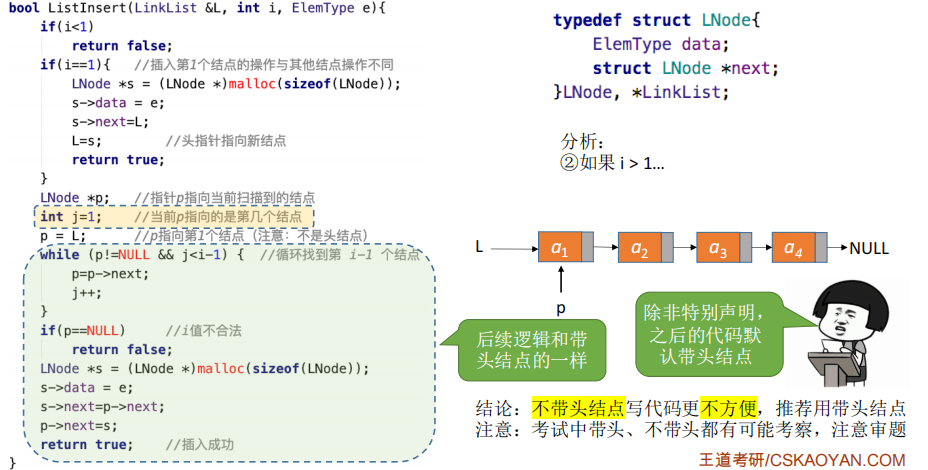 bool ListInsert(LinkList &L, int i, ElemType e){
    if(i<1)
        return false;
    if(i==1){   //插入第1个结点的操作与其他结点操作不同
        LNode *s = (LNode *)malloc(sizeof(LNode));
        s->data = e;
        s->next=L;
        L=s;        //头指针指向新结点
        return true;
    }
    LNode *p;   //指针p指向当前扫描到的结点
    int j=1;    //当前p指向的是第几个结点
    p = L;      //p指向第1个结点（注意：不是头结点）
    while (p!=NULL && j<i-1) {  //循环找到第 i-1 个结点
        p=p->next;
        j++;
    }
    if(p==NULL)     //i值不合法
        return false;
    LNode *s = (LNode *)malloc(sizeof(LNode));
    s->data = e;
    s->next=p->next;
    p->next=s;
    return true;    //插入成功
}
typedef struct LNode{
    ElemType data;
    struct LNode *next;
}LNode, *LinkList;
分析：
②如果 i > 1…
L a1 a2 a3 a4 NULL
p
后续逻辑和带
头结点的一样
除非特别声明，
之后的代码默
认带头结点
结论：不带头结点写代码更不方便，推荐用带头结点
注意：考试中带头、不带头都有可能考察，注意审题
王道考研/CSKAOYAN.COM